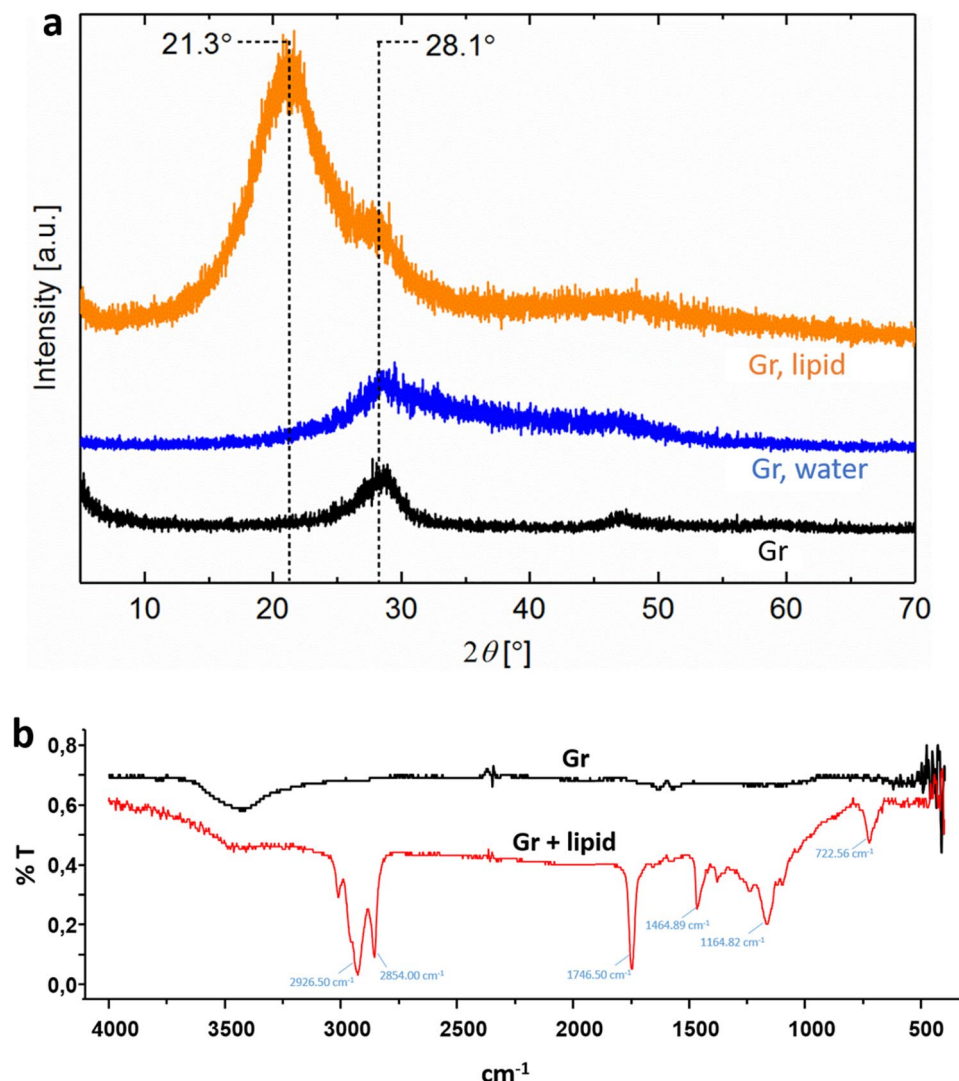 a
21.3°
28.1°
Intensity [a.u.]
Gr, lipid
Gr, water
Gr
10 20 30 40 50 60 70
2θ [°]
b
0,8
0,6
0,4
0,2
0,0
% T
Gr
Gr + lipid
722.56 cm-1
1464.89 cm-1
1164.82 cm-1
2926.50 cm-1
2854.00 cm-1
1746.50 cm-1
4000 3500 3000 2500 2000 1500 1000 500
cm-1